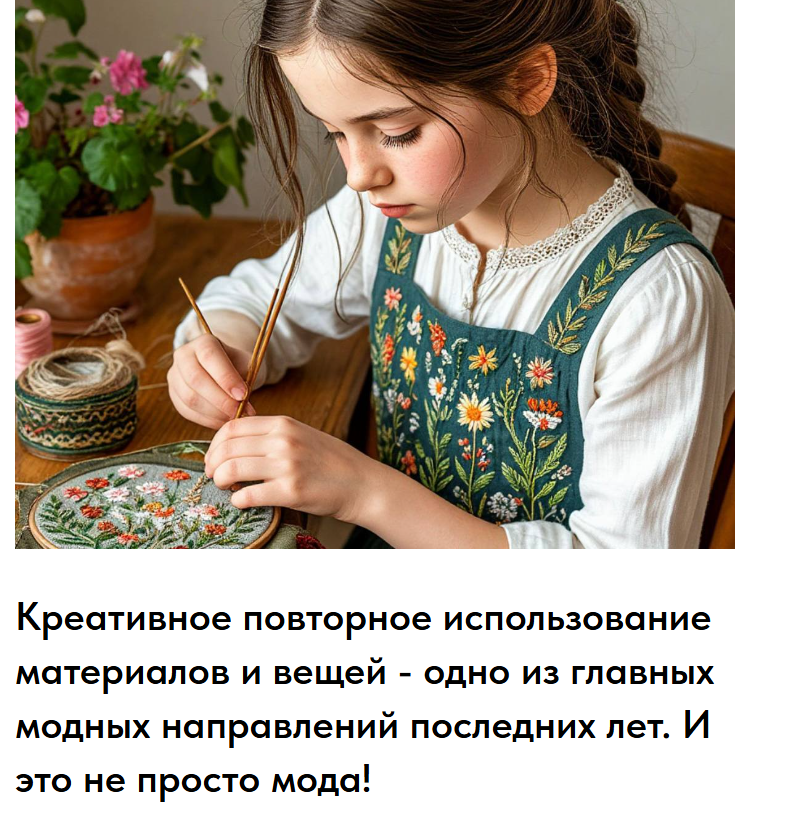 Креативное повторное использование
материалов и вещей - одно из главных
модных направлений последних лет. И
это не просто мода!